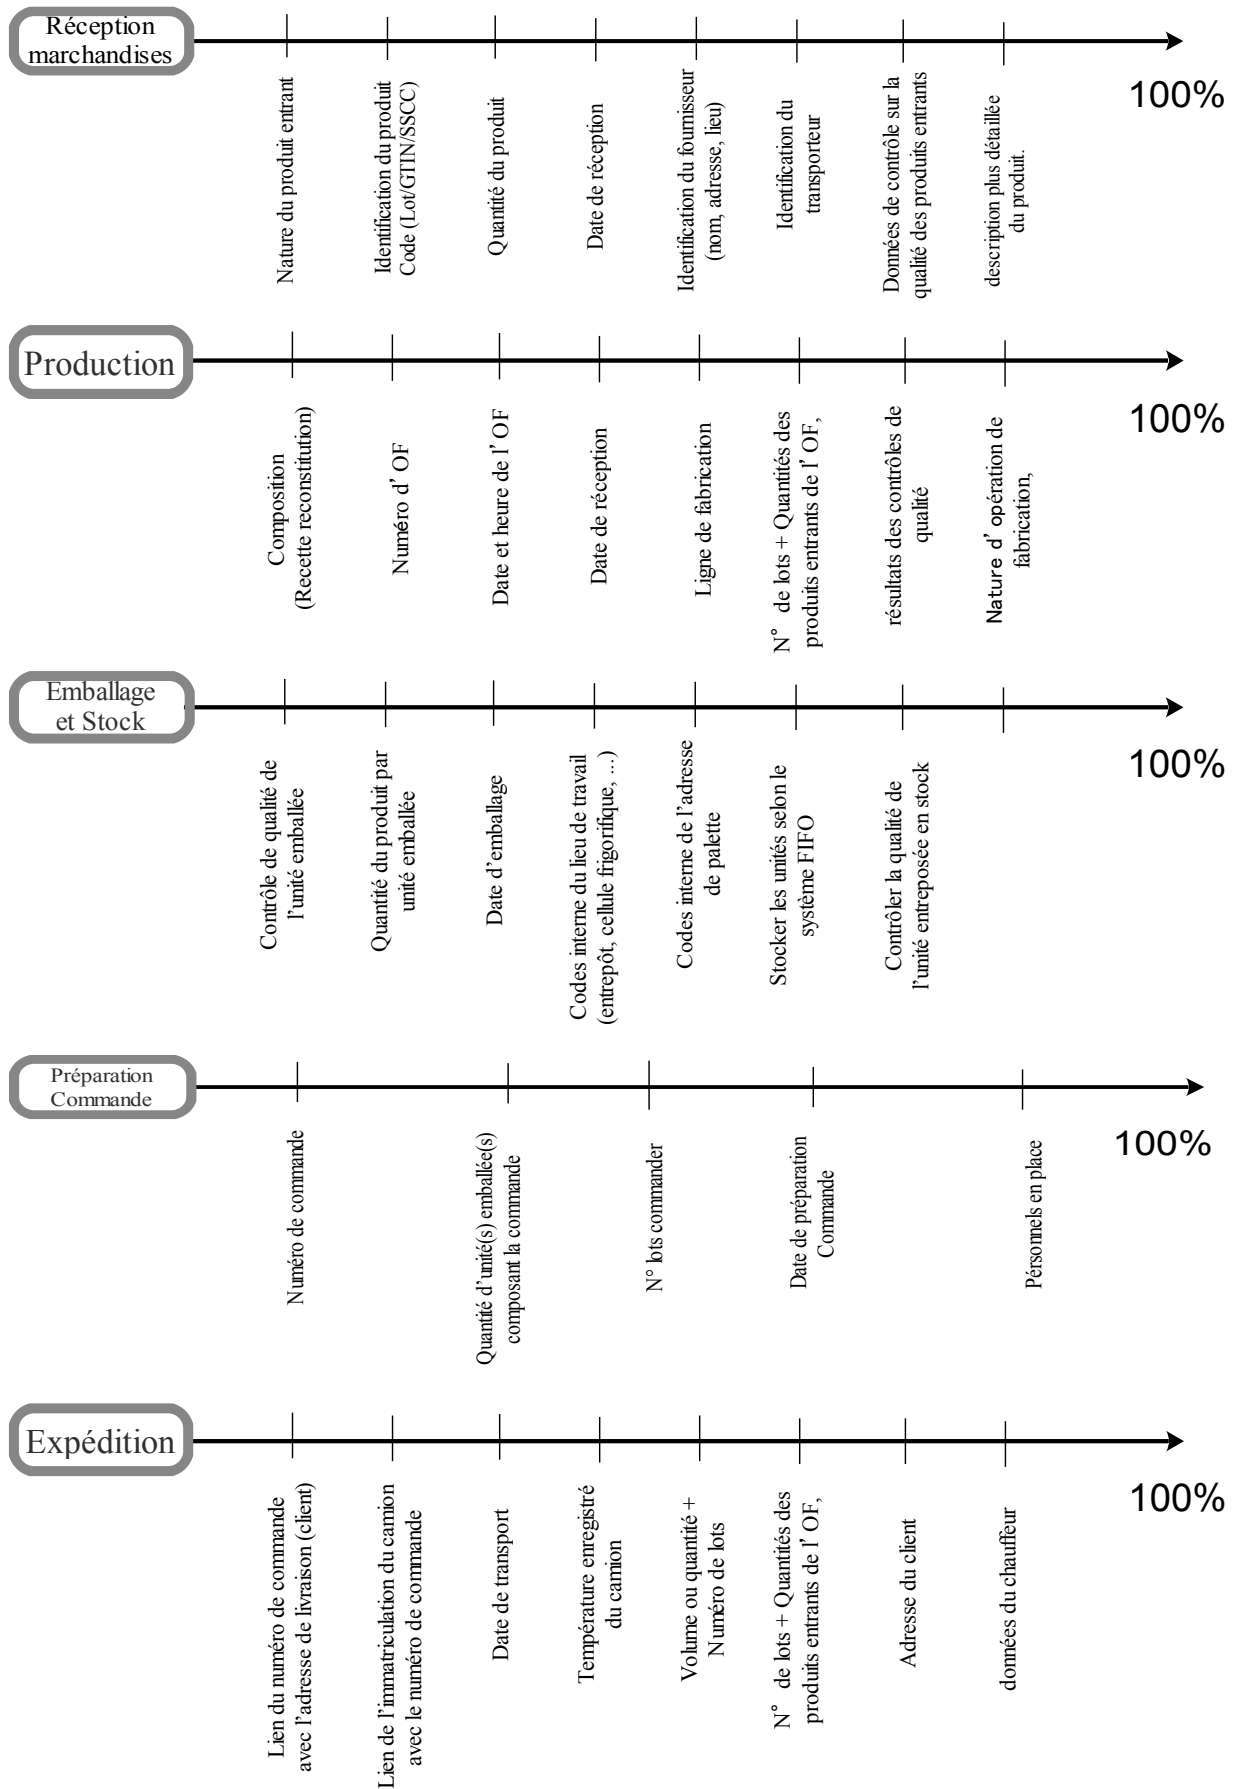 Réception
marchandises
100%
Nature du produit entrant
Identification du produit
Code (Lot/GTIN/SSCC)
Quantité du produit
Date de réception
Identification du fournisseur
(nom, adresse, lieu)
Identification du
transporteur
Données de contrôle sur la
qualité des produits entrants
description plus détaillée
du produit.
Production
100%
Composition
(Recette reconstitution)
Numéro d’ OF
Date et heure de l’ OF
Date de réception
Ligne de fabrication
N° de lots + Quantités des
produits entrants de l’ OF,
résultats des contrôles de
qualité
Nature d’ opération de
fabrication,
Emballage
et Stock
100%
Contrôle de qualité de
l’unité emballée
Quantité du produit par
unité emballée
Date d’emballage
Codes interne du lieu de travail
(entrepôt, cellule frigorifique, ...)
Codes interne de l’adresse
de palette
Stocker les unités selon le
système FIFO
Contrôler la qualité de
l’unité entreposée en stock
Préparation
Commande
100%
Numéro de commande
Quantité d’unité(s) emballée(s)
composant la commande
N° lots commander
Date de préparation
Commande
Pérsonnels en place
Expédition
100%
Lien du numéro de commande
avec l’adresse de livraison (client)
Lien de l’immatriculation du camion
avec le numéro de commande
Date de transport
Température enregistré
du camion
Volume ou quantité +
Numéro de lots
N° de lots + Quantités des
produits entrants de l’ OF,
Adresse du client
données du chauffeur